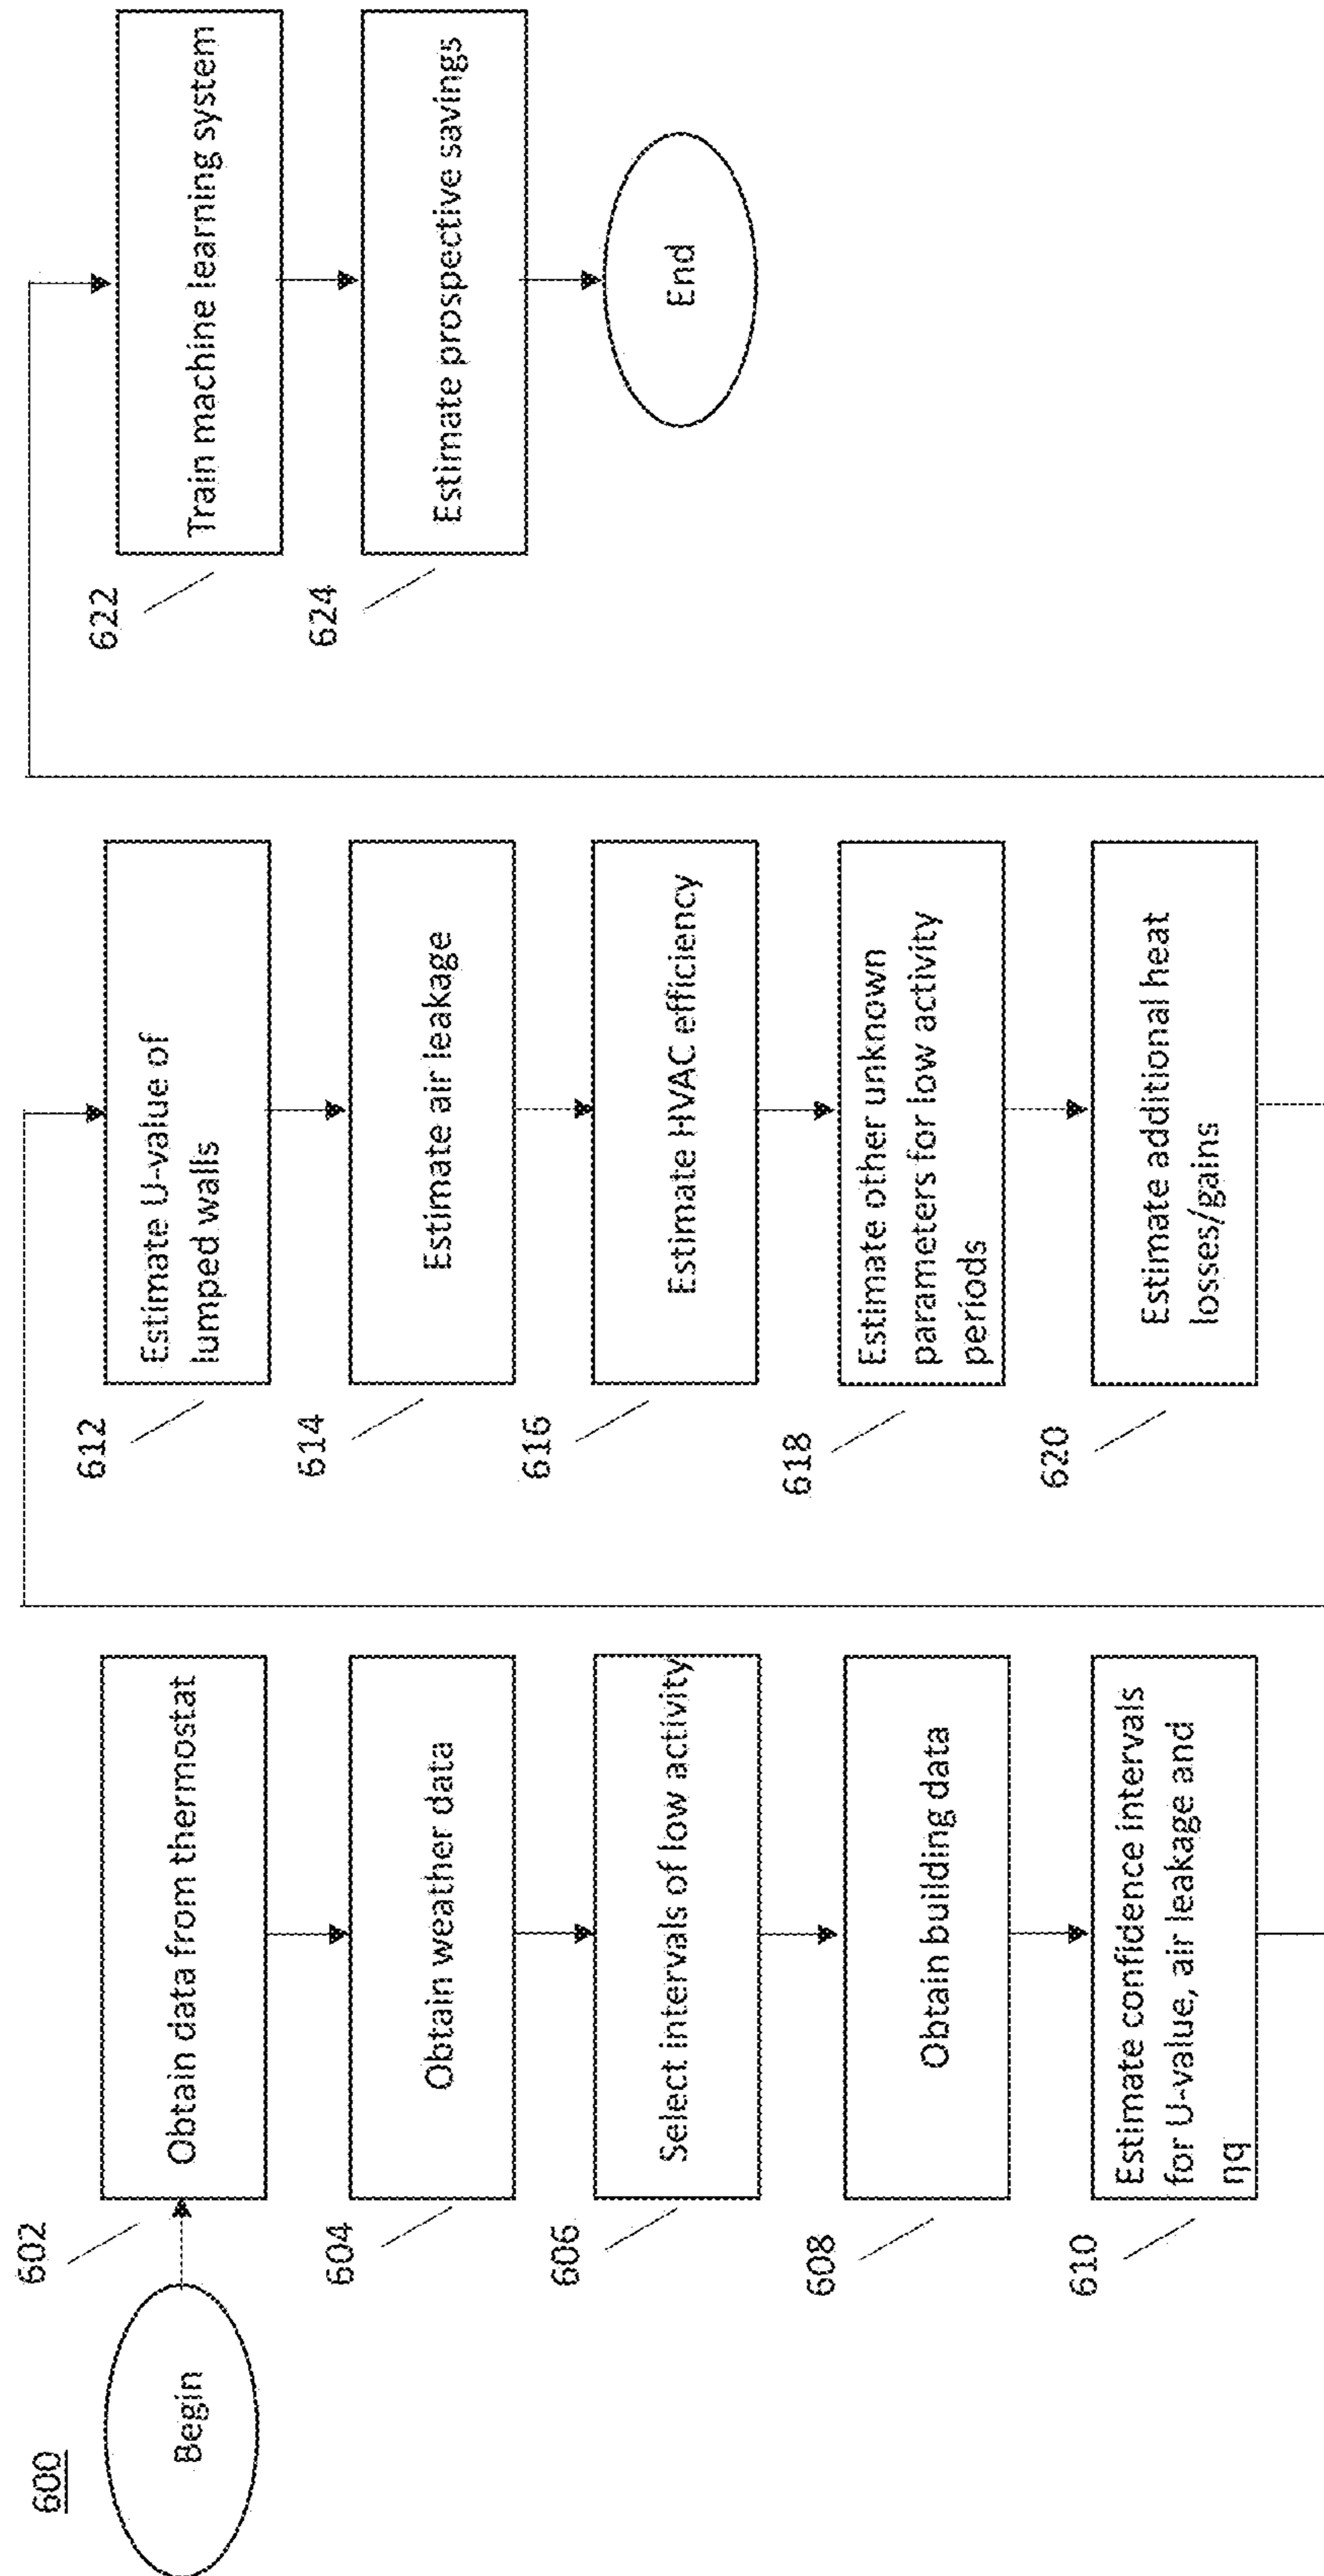 600
Begin
602
Obtain data from thermostat
604
Obtain weather data
606
Select intervals of low activity
608
Obtain building data
610
Estimate confidence intervals
for U-value, air leakage and
ηq
612
Estimate U-value of
lumped walls
614
Estimate air leakage
616
Estimate HVAC efficiency
618
Estimate other unknown
parameters for low activity
periods
620
Estimate additional heat
losses/gains
622
Train machine learning system
624
Estimate prospective savings
End